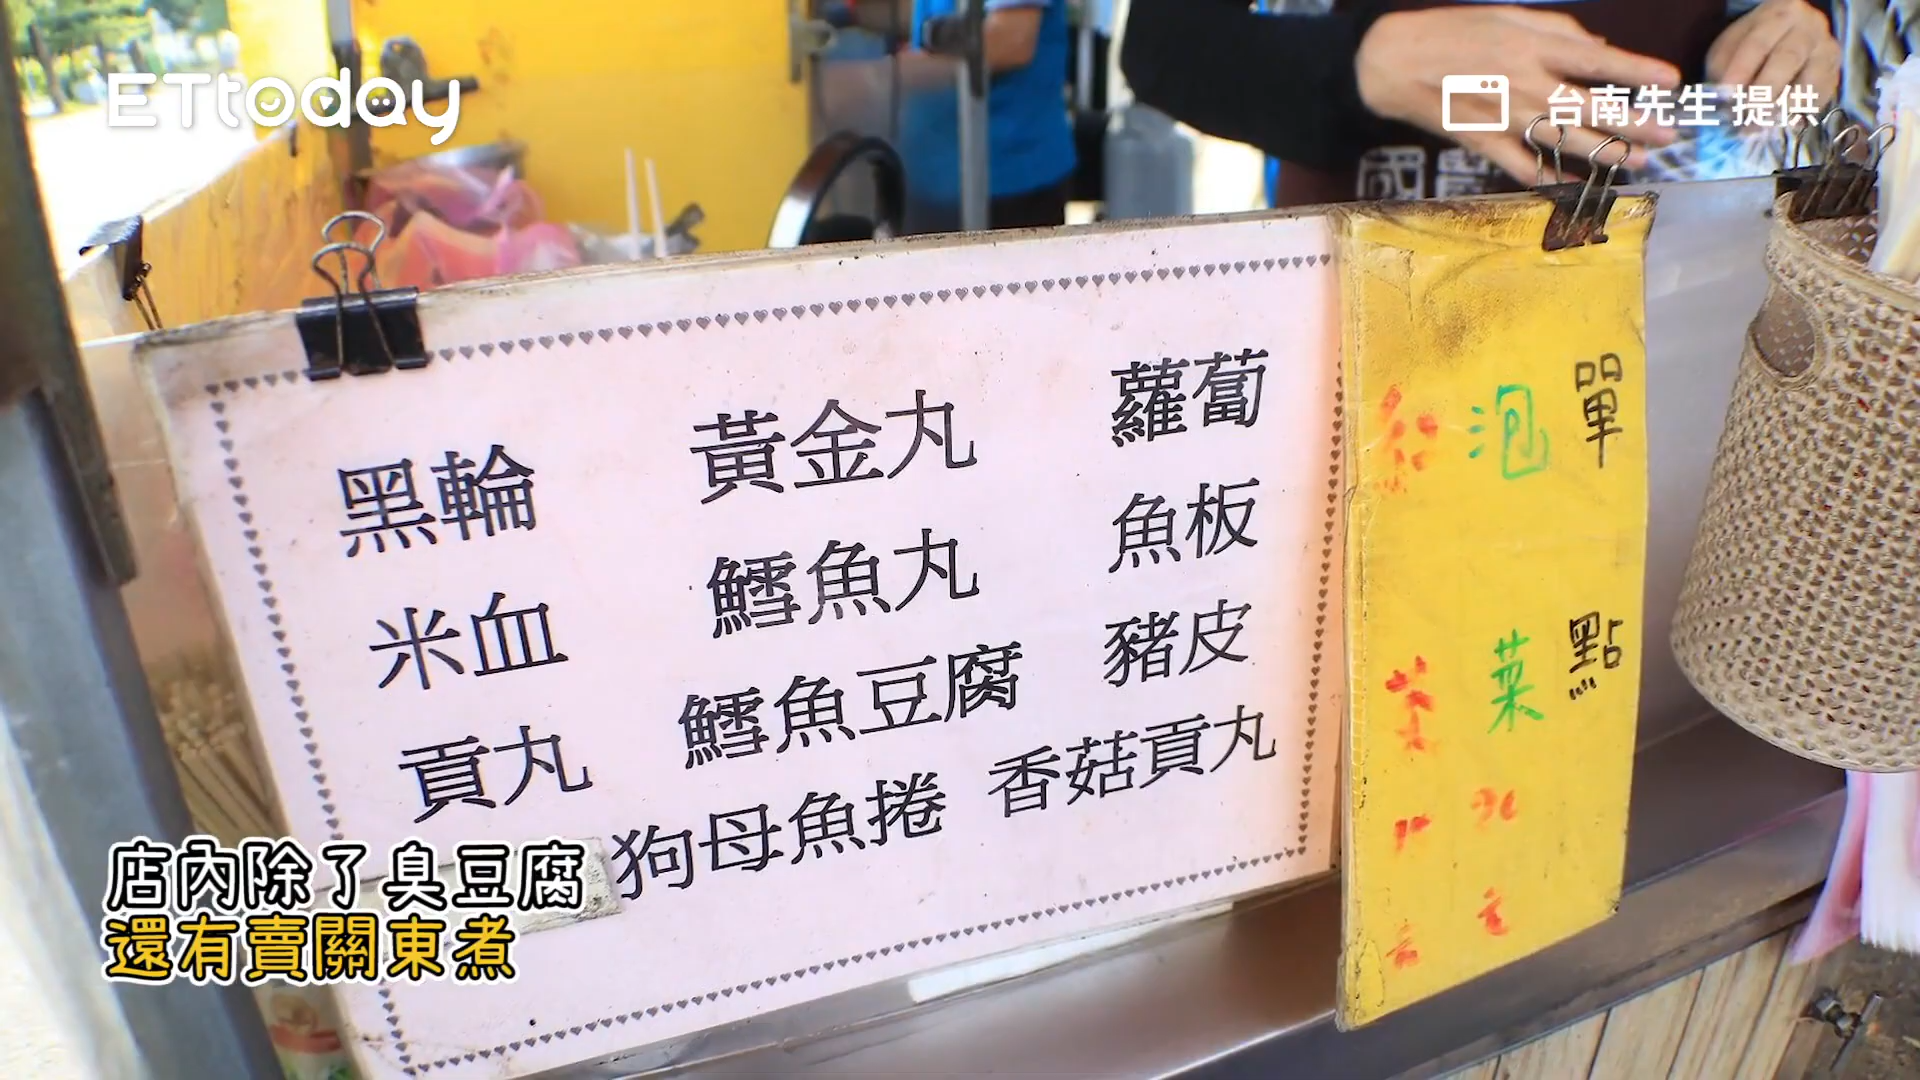 ETtoday
台南先生 提供
黑輪 黃金丸 蘿蔔
米血 鱈魚丸 魚板
貢丸 鱈魚豆腐 豬皮
狗母魚捲 香菇貢丸
單點
泡菜
店內除了臭豆腐
還有賣關東煮